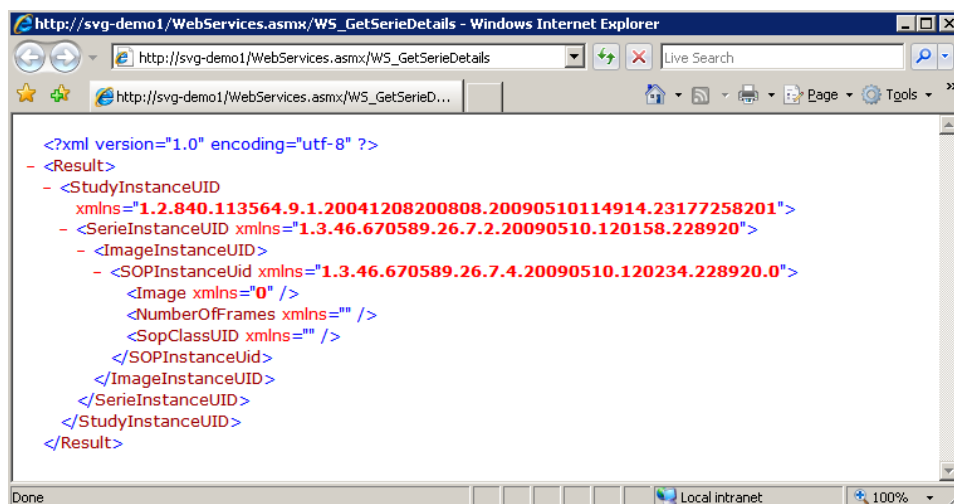 http://svg-demo1/WebServices.asmx/WS_GetSerieDetails - Windows Internet Explorer
http://svg-demo1/WebServices.asmx/WS_GetSerieDetails
Live Search
http://svg-demo1/WebServices.asmx/WS_GetSerieD...
Page
Tools
»
<?xml version="1.0" encoding="utf-8" ?>
- <Result>
- <StudyInstanceUID
xmlns="1.2.840.113564.9.1.20041208200808.20090510114914.23177258201">
- <SerieInstanceUID xmlns="1.3.46.670589.26.7.2.20090510.120158.228920">
- <ImageInstanceUID>
- <SOPInstanceUid xmlns="1.3.46.670589.26.7.4.20090510.120234.228920.0">
<Image xmlns="0" />
<NumberOfFrames xmlns="" />
<SopClassUID xmlns="" />
</SOPInstanceUid>
</ImageInstanceUID>
</SerieInstanceUID>
</StudyInstanceUID>
</Result>
Done
Local intranet
100%